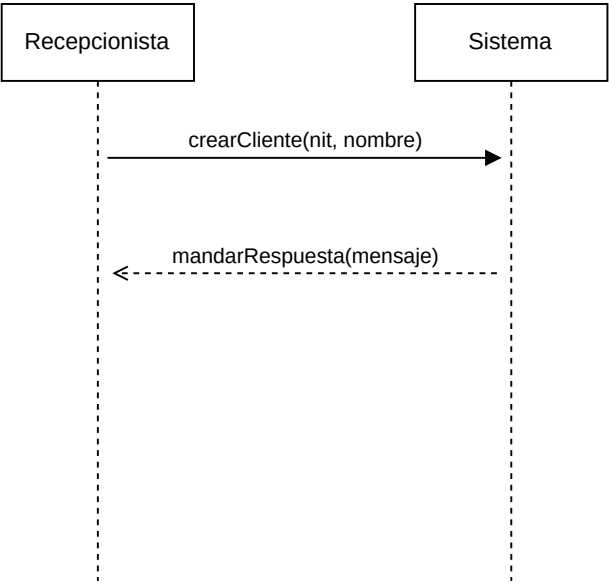 Recepcionista
Sistema
crearCliente(nit, nombre)
mandarRespuesta(mensaje)